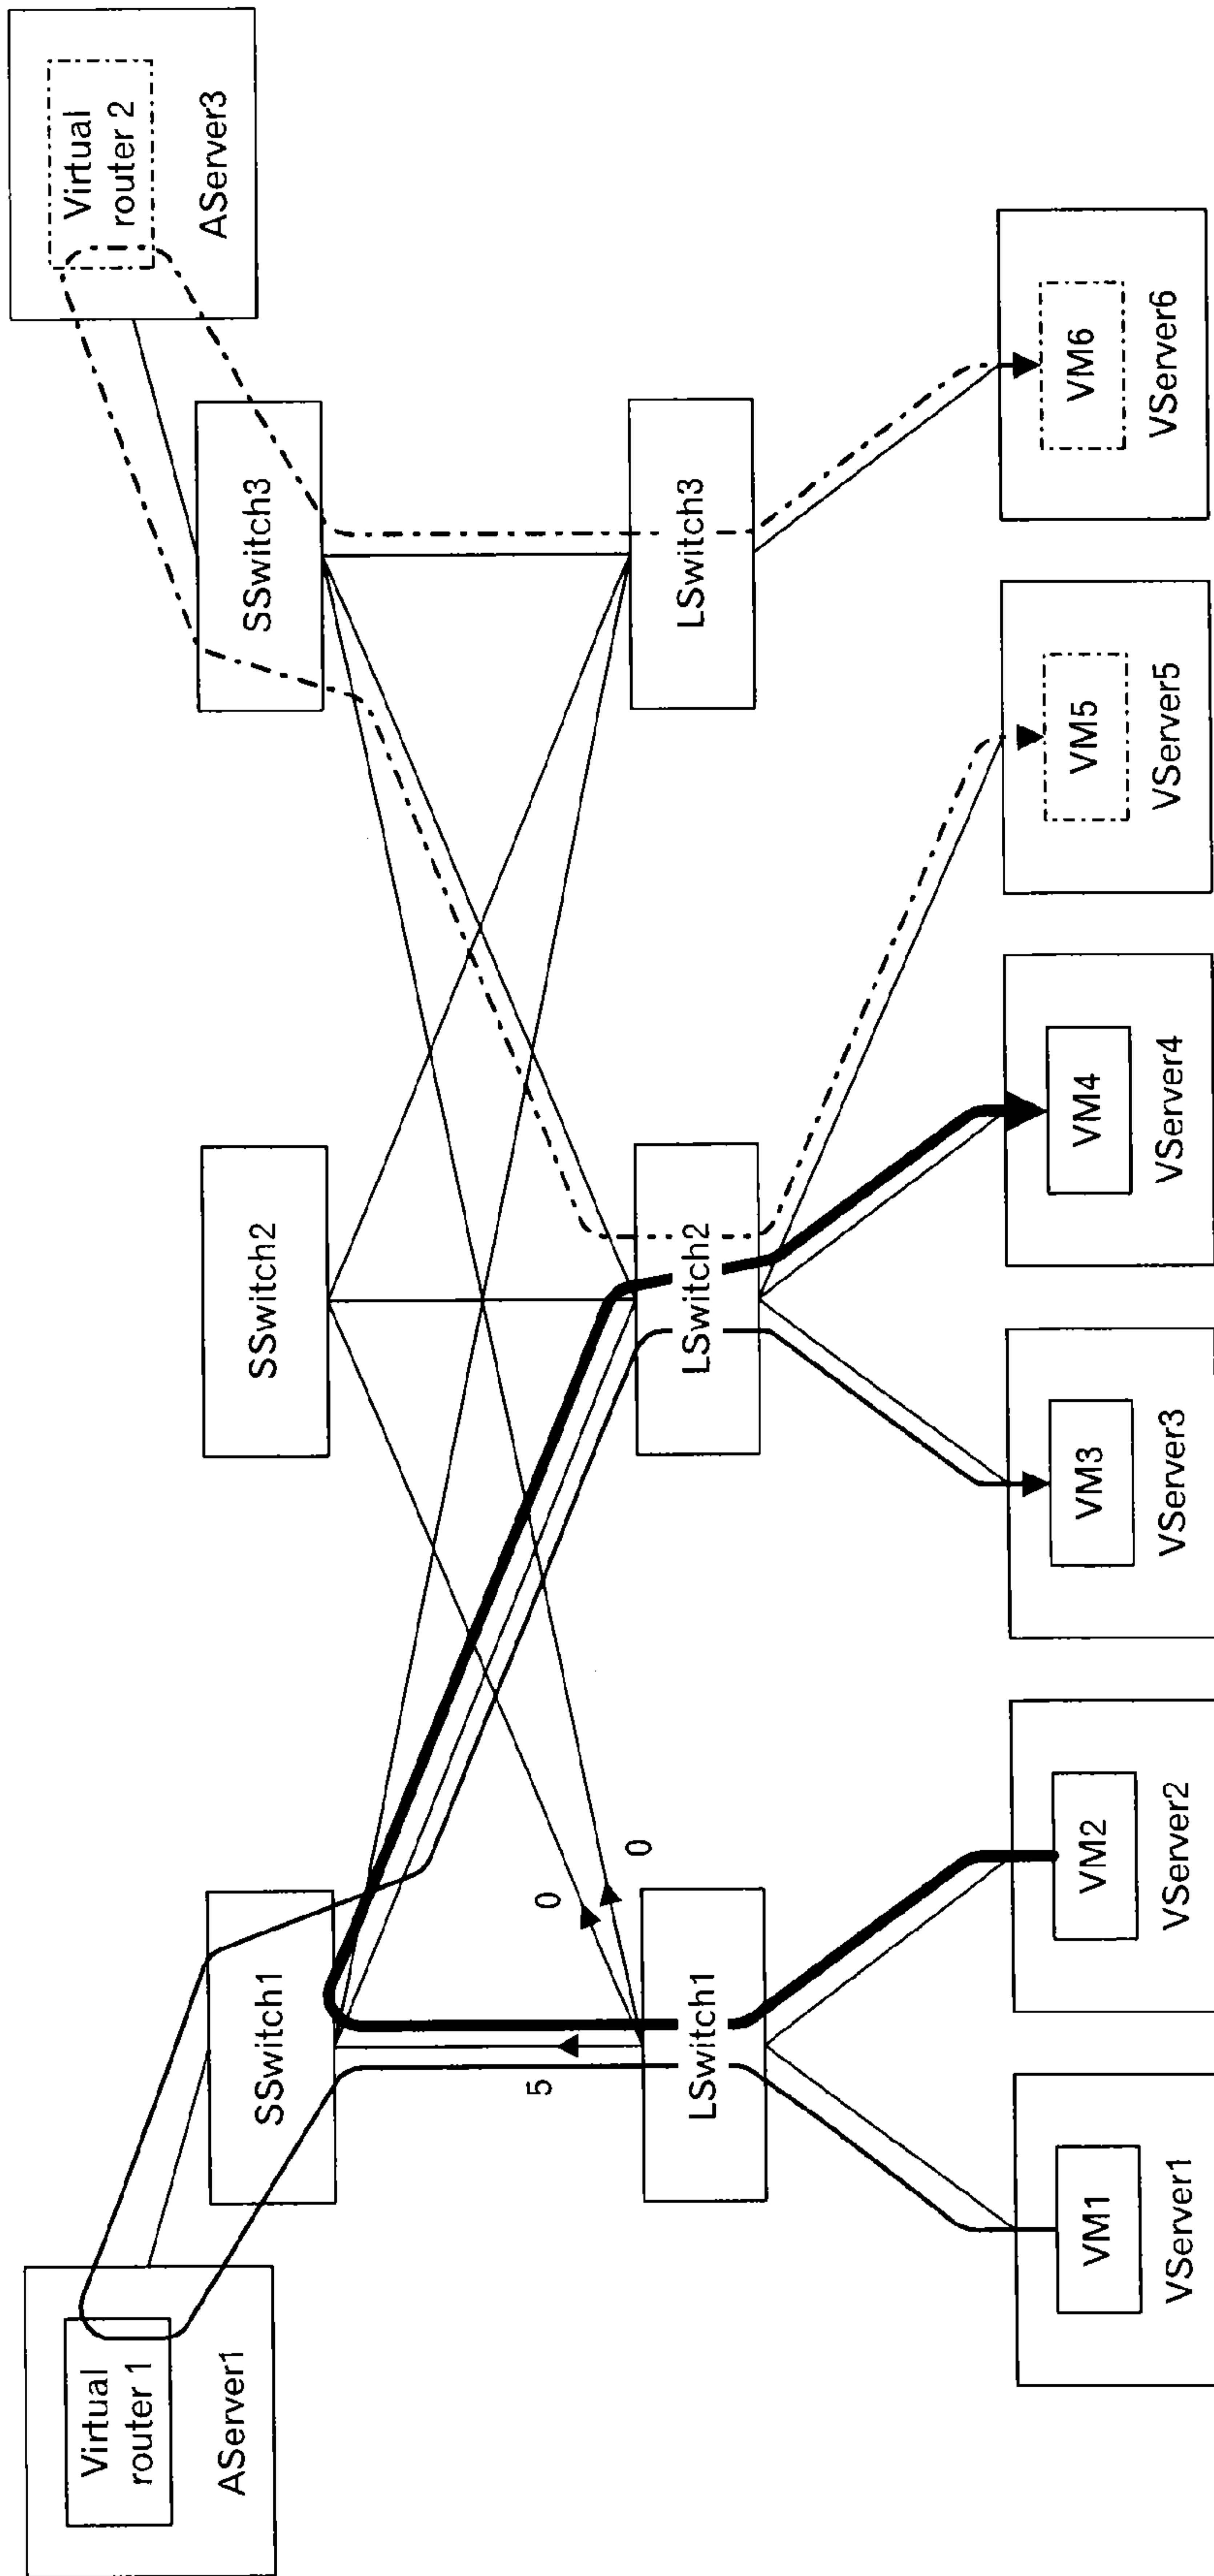 Virtual
router 1
AServer1
Virtual
router 2
AServer3
SSwitch1
SSwitch2
SSwitch3
5
0
0
LSwitch1
LSwitch2
LSwitch3
VM1
VServer1
VM2
VServer2
VM3
VServer3
VM4
VServer4
VM5
VServer5
VM6
VServer6